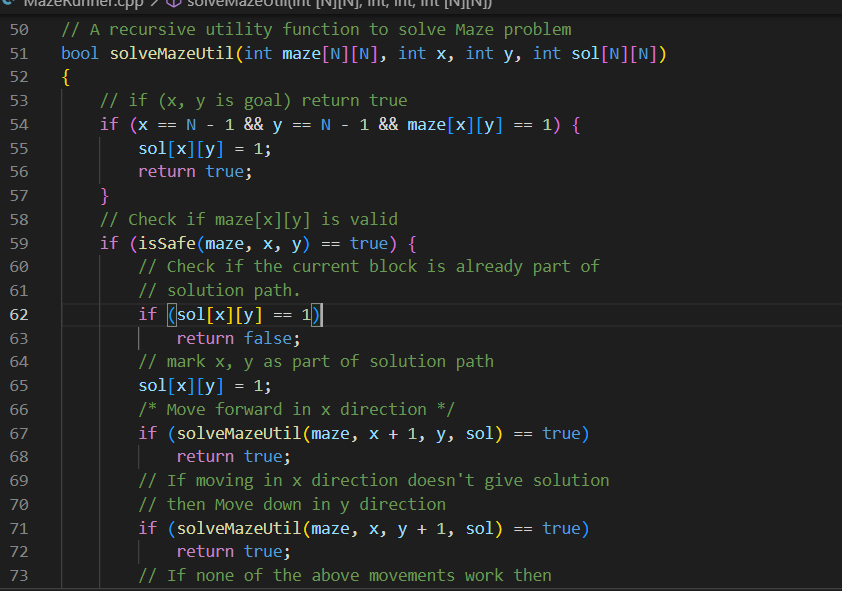 MazeRunner.cpp > solveMazeUtil(int [N][N], int, int, int [N][N])
50 // A recursive utility function to solve Maze problem
51 bool solveMazeUtil(int maze[N][N], int x, int y, int sol[N][N])
52 {
53 // if (x, y is goal) return true
54 if (x == N - 1 && y == N - 1 && maze[x][y] == 1) {
55 sol[x][y] = 1;
56 return true;
57 }
58 // Check if maze[x][y] is valid
59 if (isSafe(maze, x, y) == true) {
60 // Check if the current block is already part of
61 // solution path.
62 if (sol[x][y] == 1)
63 return false;
64 // mark x, y as part of solution path
65 sol[x][y] = 1;
66 /* Move forward in x direction */
67 if (solveMazeUtil(maze, x + 1, y, sol) == true)
68 return true;
69 // If moving in x direction doesn't give solution
70 // then Move down in y direction
71 if (solveMazeUtil(maze, x, y + 1, sol) == true)
72 return true;
73 // If none of the above movements work then